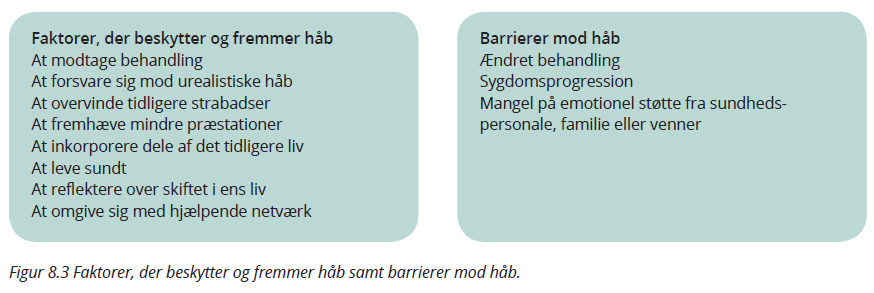 Faktorer, der beskytter og fremmer håb
At modtage behandling
At forsvare sig mod urealistiske håb
At overvinde tidligere strabadser
At fremhæve mindre præstationer
At inkorporere dele af det tidligere liv
At leve sundt
At reflektere over skiftet i ens liv
At omgive sig med hjælpende netværk
Barrierer mod håb
Ændret behandling
Sygdomsprogression
Mangel på emotionel støtte fra sundheds-
personale, familie eller venner
Figur 8.3 Faktorer, der beskytter og fremmer håb samt barrierer mod håb.